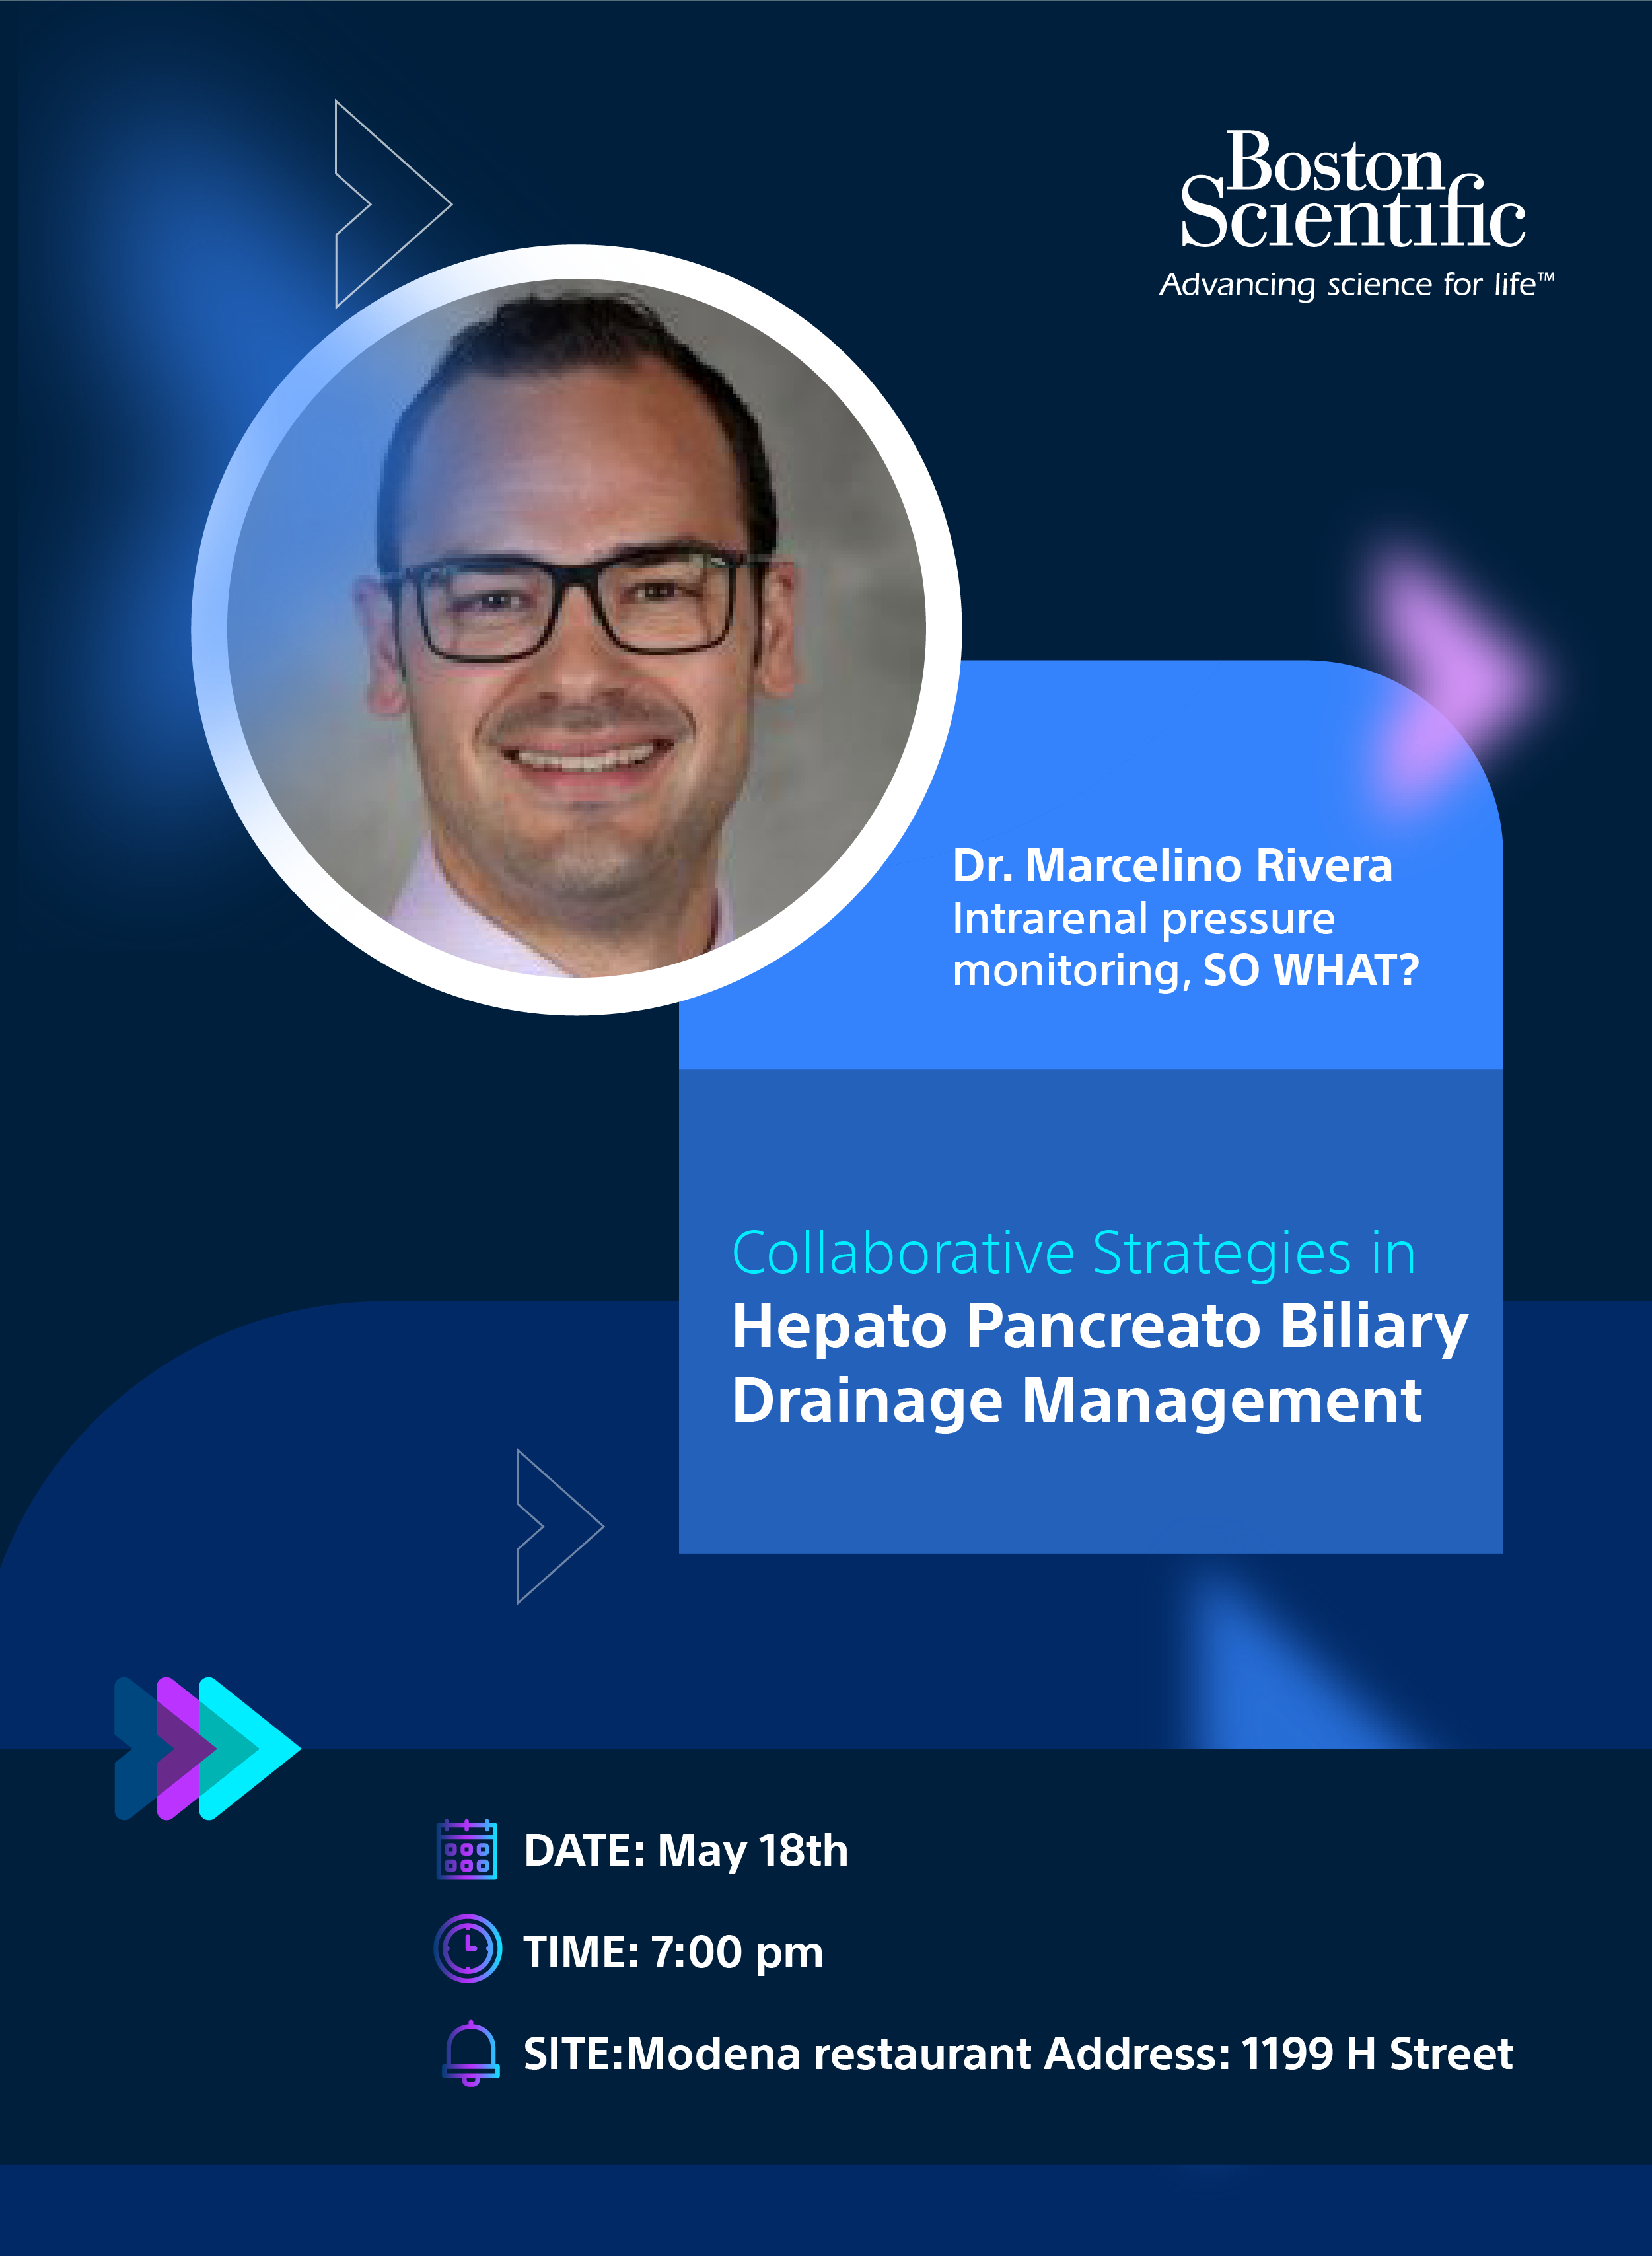 Boston
Scientific
Advancing science for life™
Dr. Marcelino Rivera
Intrarenal pressure
monitoring, SO WHAT?
Collaborative Strategies in
Hepato Pancreato Biliary
Drainage Management
DATE: May 18th
TIME: 7:00 pm
SITE:Modena restaurant Address: 1199 H Street